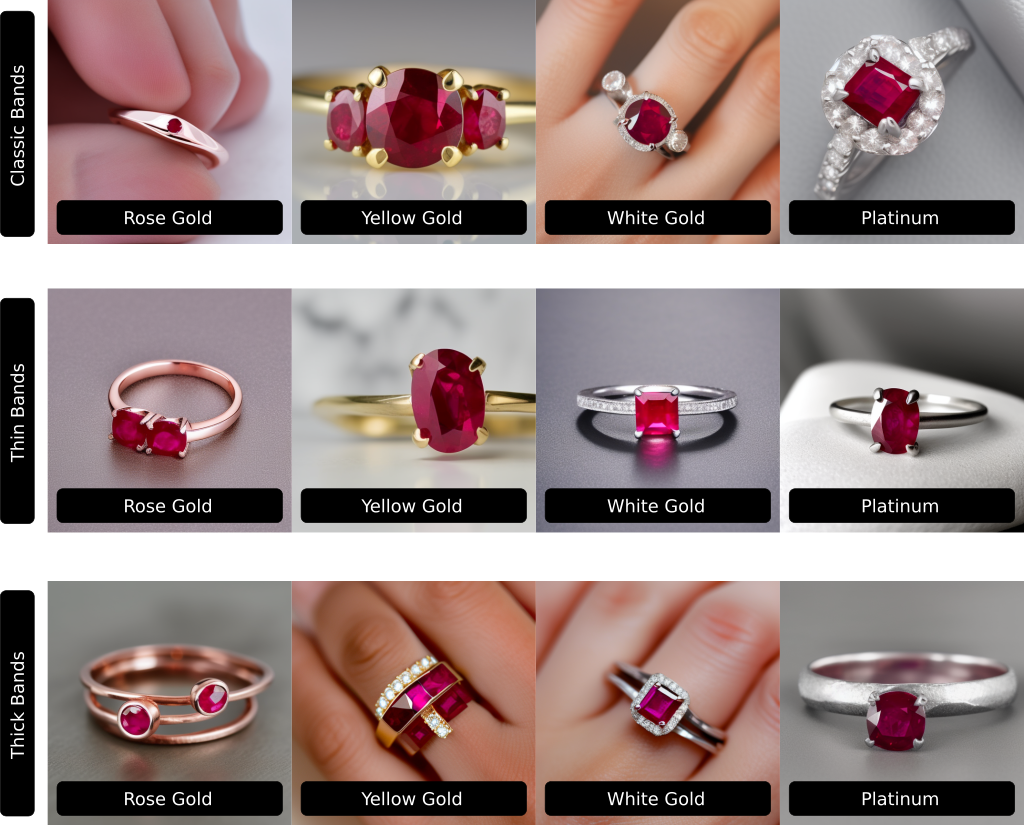 Classic Bands
Rose Gold
Yellow Gold
White Gold
Platinum
Thin Bands
Rose Gold
Yellow Gold
White Gold
Platinum
Thick Bands
Rose Gold
Yellow Gold
White Gold
Platinum